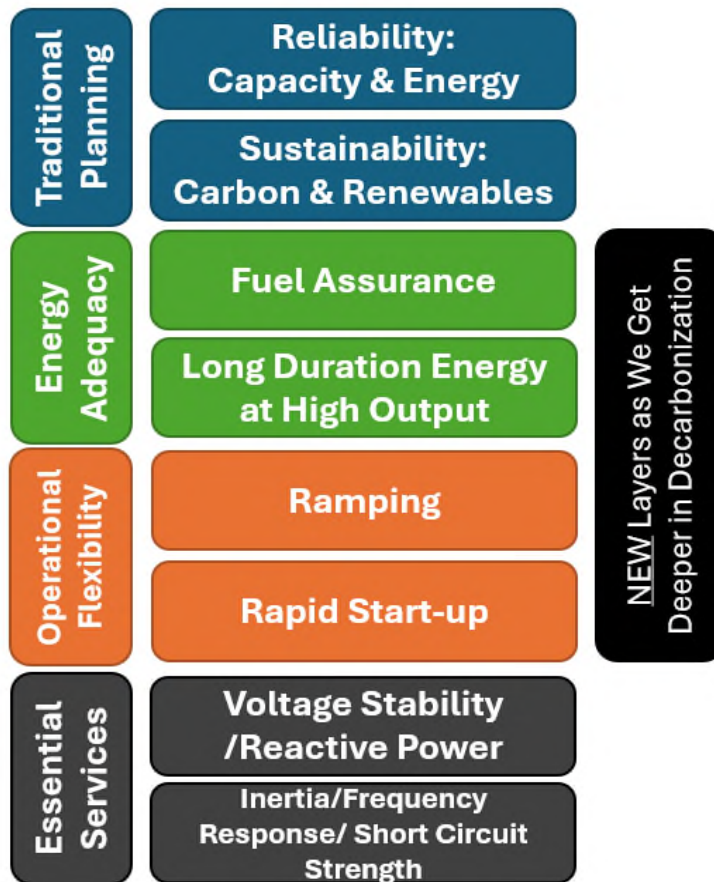 Traditional
Planning
Reliability:
Capacity & Energy
Sustainability:
Carbon & Renewables
Energy
Adequacy
Fuel Assurance
Long Duration Energy
at High Output
Operational
Flexibility
Ramping
Rapid Start-up
NEW Layers as We Get
Deeper in Decarbonization
Essential
Services
Voltage Stability
/Reactive Power
Inertia/Frequency
Response/ Short Circuit
Strength